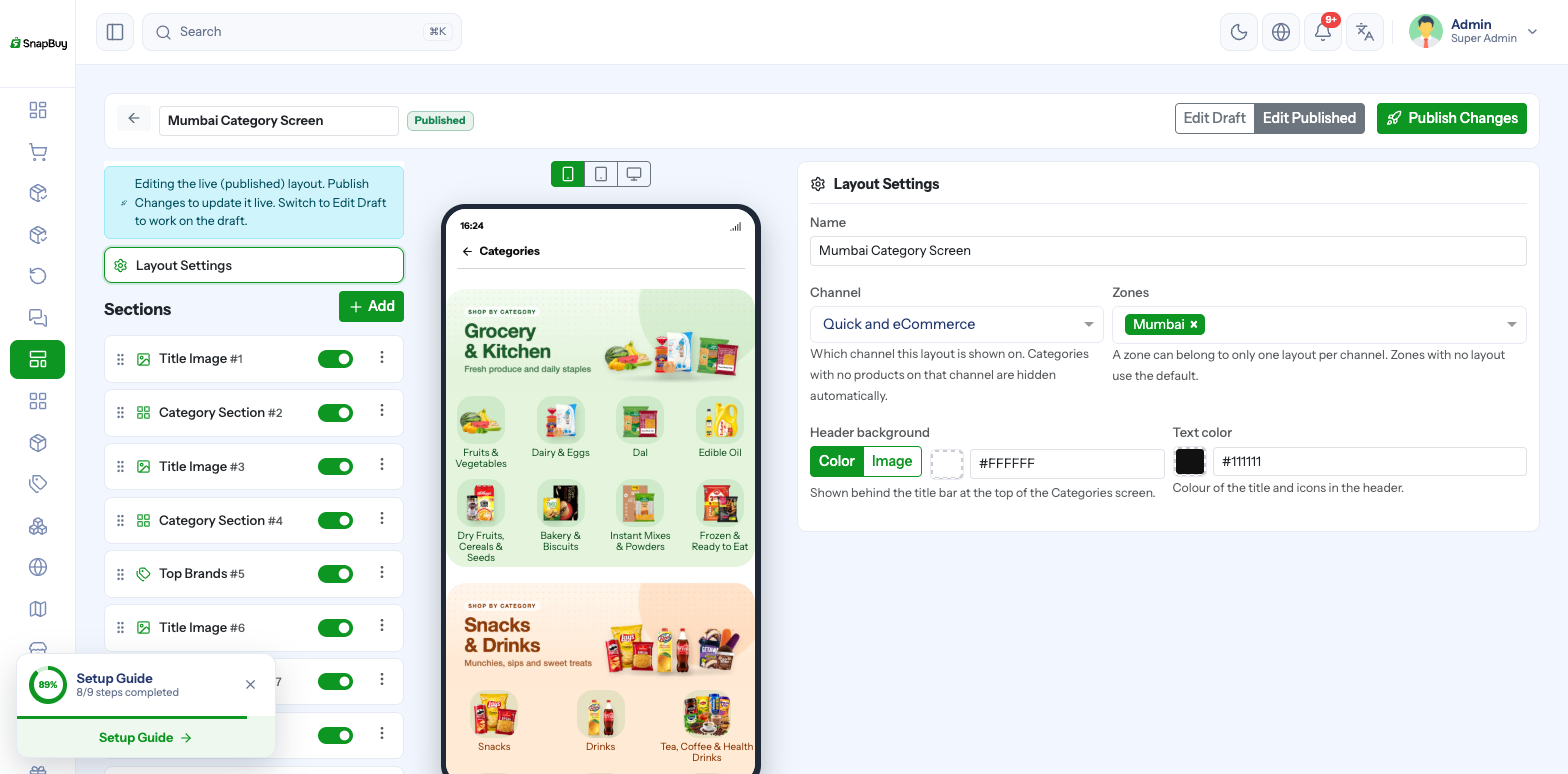 SnapBuy
Search
⌘K
9+
Admin
Super Admin
Mumbai Category Screen
Published
Edit Draft
Edit Published
Publish Changes
Editing the live (published) layout. Publish
Changes to update it live. Switch to Edit Draft
to work on the draft.
Layout Settings
Sections
+ Add
Title Image #1
Category Section #2
Title Image #3
Category Section #4
Top Brands #5
Title Image #6
7
89%
Setup Guide
8/9 steps completed
Setup Guide →
16:24
← Categories
SHOP BY CATEGORY
Grocery
& Kitchen
Fresh produce and daily staples
Fruits &
Vegetables
Dairy & Eggs
Dal
Edible Oil
Dry Fruits,
Cereals &
Seeds
Bakery &
Biscuits
Instant Mixes
& Powders
Frozen &
Ready to Eat
SHOP BY CATEGORY
Snacks
& Drinks
Munchies, sips and sweet treats
Snacks
Drinks
Tea, Coffee & Health
Drinks
Layout Settings
Name
Mumbai Category Screen
Channel
Quick and eCommerce
Which channel this layout is shown on. Categories
with no products on that channel are hidden
automatically.
Zones
Mumbai ×
A zone can belong to only one layout per channel. Zones with no layout
use the default.
Header background
Color
Image
#FFFFFF
Shown behind the title bar at the top of the Categories screen.
Text color
#111111
Colour of the title and icons in the header.